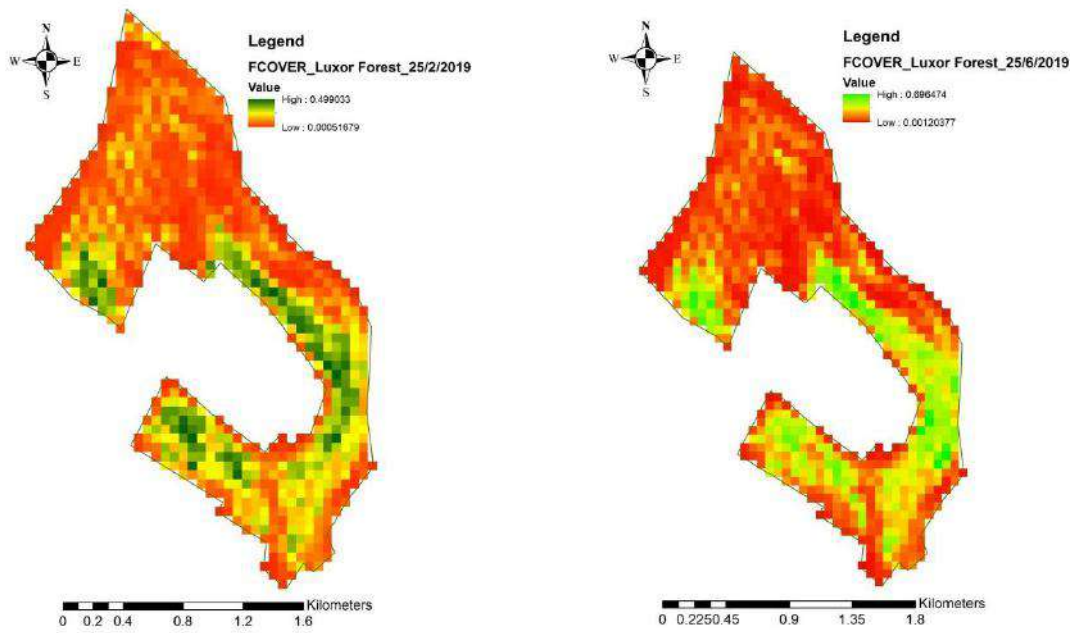 N
W E
S
Legend
FCOVER_Luxor Forest_25/2/2019
Value
High : 0.499033
Low : 0.00051679
Kilometers
0 0.2 0.4 0.8 1.2 1.6
N
W E
S
Legend
FCOVER_Luxor Forest_25/6/2019
Value
High : 0.696474
Low : 0.00120377
Kilometers
0 0.2250.45 0.9 1.35 1.8